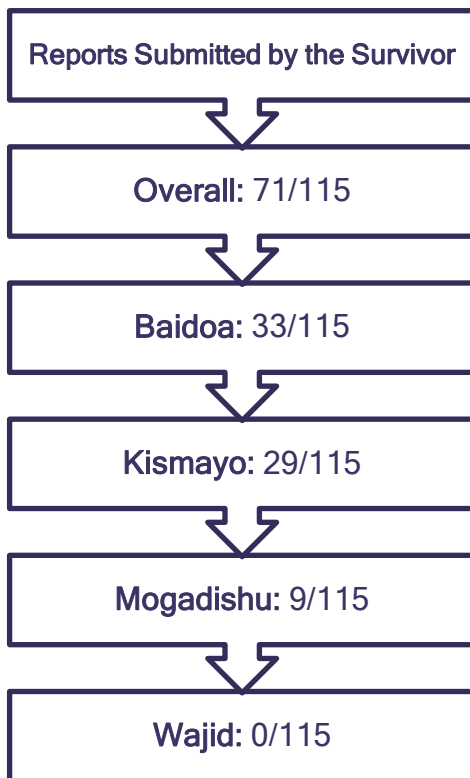 Reports Submitted by the Survivor
Overall: 71/115
Baidoa: 33/115
Kismayo: 29/115
Mogadishu: 9/115
Wajid: 0/115